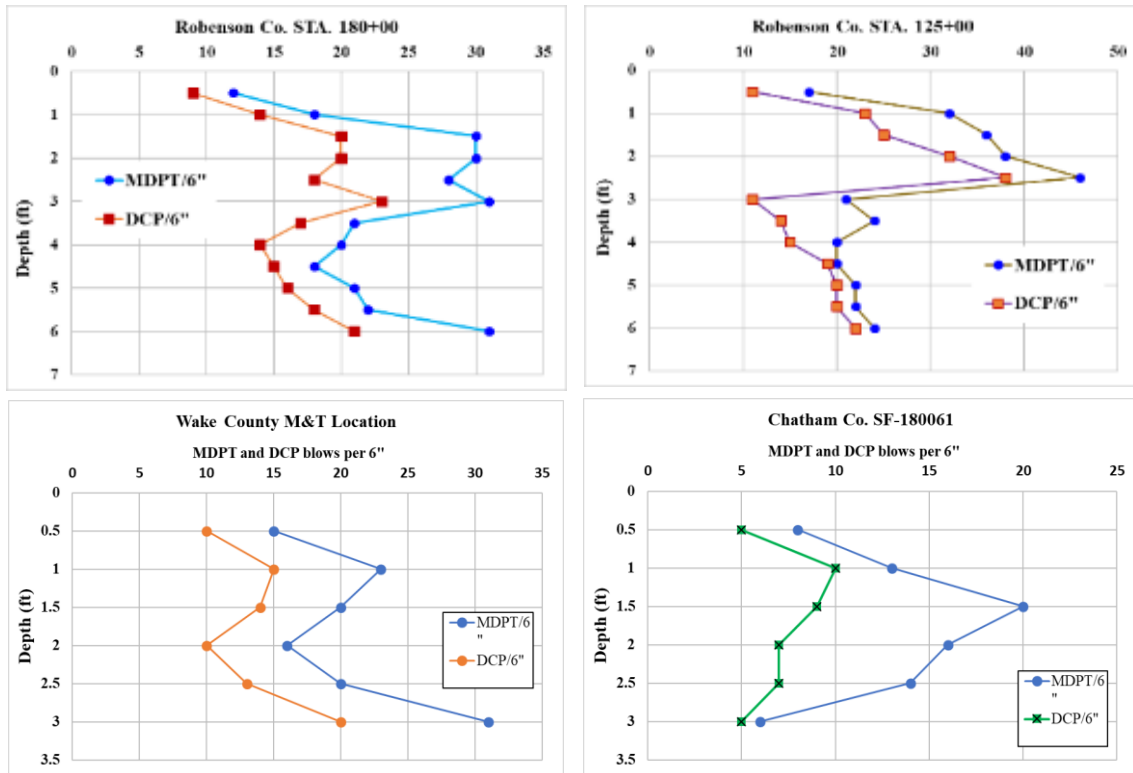 Robenson Co. STA. 180+00
0 5 10 15 20 25 30 35
0
1
2
3
4
5
6
7
Depth (ft)
MDPT/6"
DCP/6"
Robenson Co. STA. 125+00
0 10 20 30 40 50
0
1
2
3
4
5
6
7
Depth (ft)
MDPT/6"
DCP/6"
Wake County M&T Location
MDPT and DCP blows per 6"
0 5 10 15 20 25 30 35
0
0.5
1
1.5
2
2.5
3
3.5
Depth (ft)
MDPT/6
"
DCP/6"
Chatham Co. SF-180061
MDPT and DCP blows per 6"
0 5 10 15 20 25
0
0.5
1
1.5
2
2.5
3
3.5
Depth (ft)
MDPT/6
"
DCP/6"